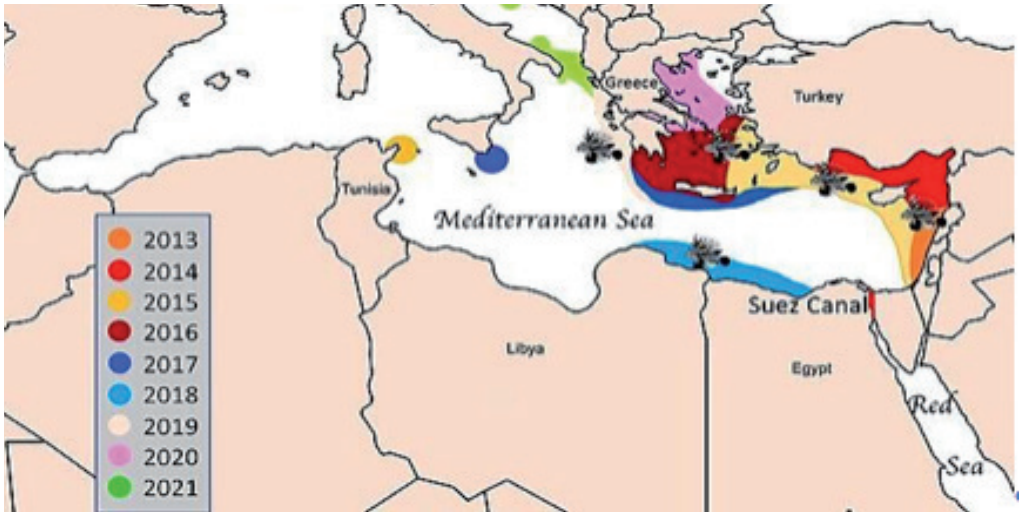 Greece
Turkey
Tunisia
Mediterranean Sea
2013
2014
2015
2016
2017
2018
2019
2020
2021
Suez Canal
Libya
Egypt
Red
Sea